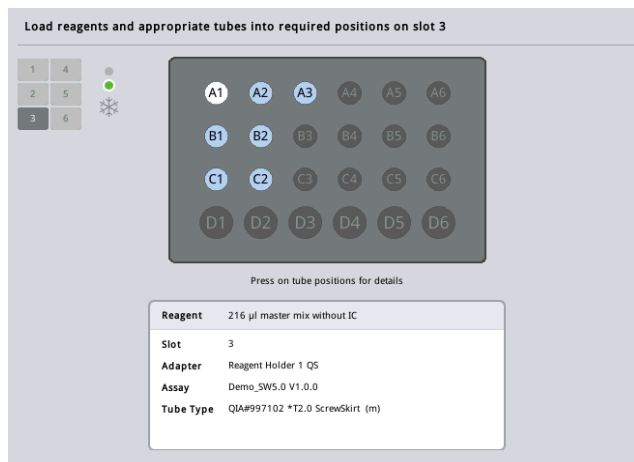 Load reagents and appropriate tubes into required positions on slot 3
1 4
2 5
3 6
A1 A2 A3 A4 A5 A6
B1 B2 B3 B4 B5 B6
C1 C2 C3 C4 C5 C6
D1 D2 D3 D4 D5 D6
Press on tube positions for details
Reagent 216 µl master mix without IC
Slot 3
Adapter Reagent Holder 1 QS
Assay Demo_SW5.0 V1.0.0
Tube Type QIA#997102 *T2.0 ScrewSkirt (m)